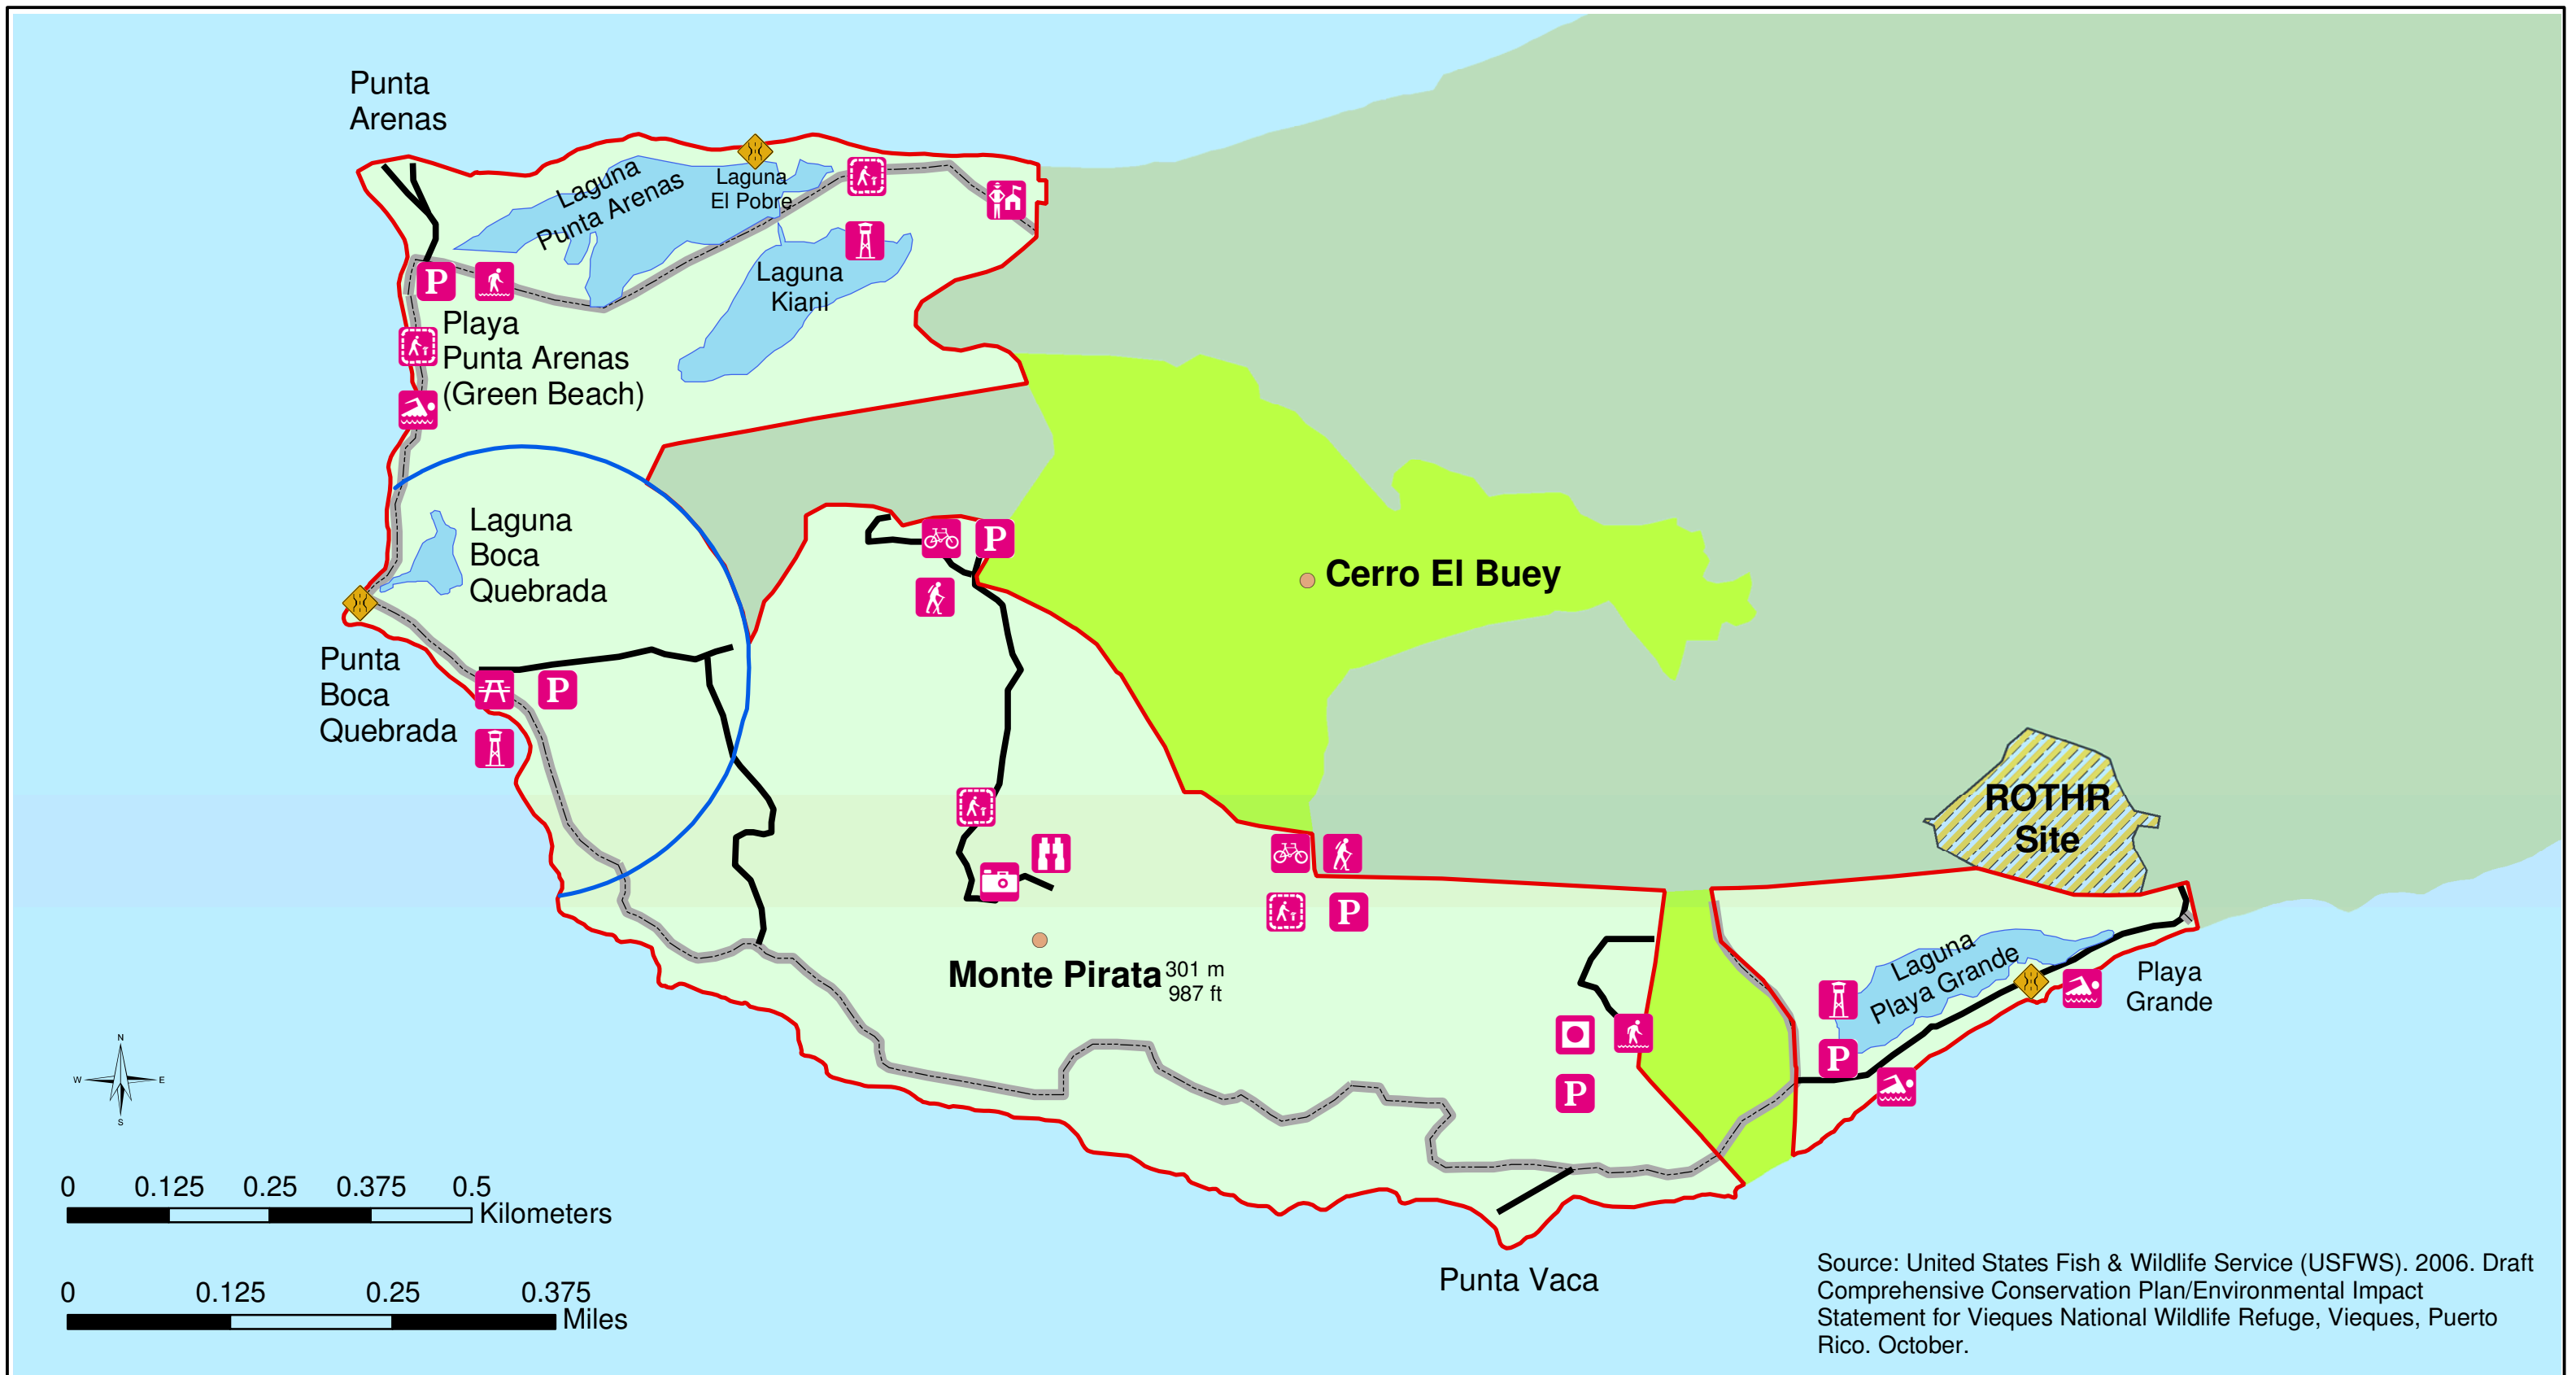 Punta
Arenas
Laguna
Punta Arenas
Laguna
El Pobre
Laguna
Kiani
P
Playa
Punta Arenas
(Green Beach)
Laguna
Boca
Quebrada
P
Cerro El Buey
Punta
Boca
Quebrada
P
ROTHR
Site
P
Monte Pirata
301 m
987 ft
Laguna
Playa Grande
Playa
Grande
P
P
N
W
E
S
0 0.125 0.25 0.375 0.5
Kilometers
0 0.125 0.25 0.375
Miles
Punta Vaca
Source: United States Fish & Wildlife Service (USFWS). 2006. Draft
Comprehensive Conservation Plan/Environmental Impact
Statement for Vieques National Wildlife Refuge, Vieques, Puerto
Rico. October.